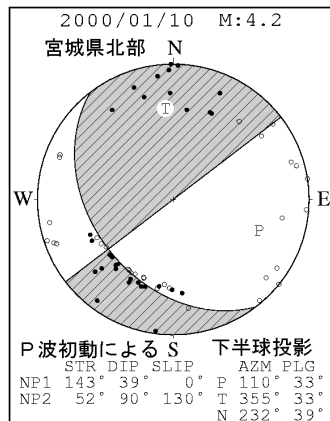 2000/01/10 M:4.2
宮城県北部 N
T
W E
P
P波初動による S 下半球投影
STR DIP SLIP AZM PLG
NP1 143° 39° 0° P 110° 33°
NP2 52° 90° 130° T 355° 33°
N 232° 39°